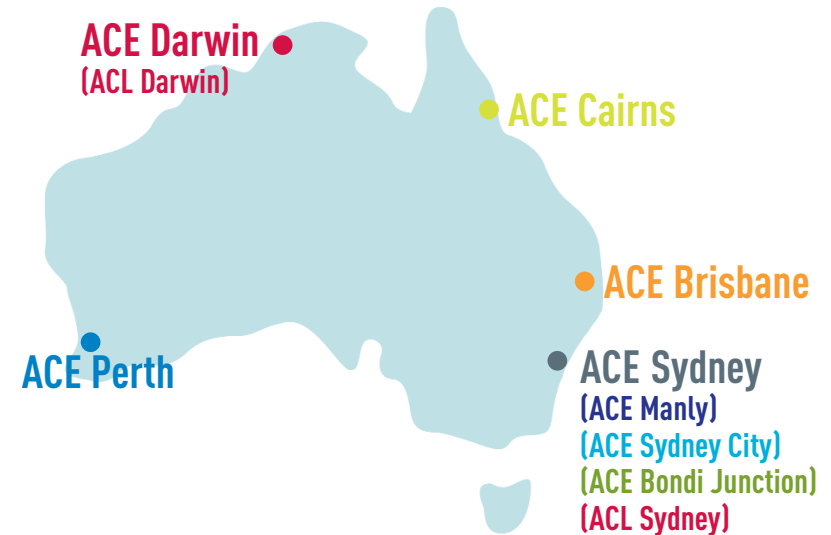 ACE Darwin
(ACL Darwin)
ACE Cairns
ACE Brisbane
ACE Perth
ACE Sydney
(ACE Manly)
(ACE Sydney City)
(ACE Bondi Junction)
(ACL Sydney)